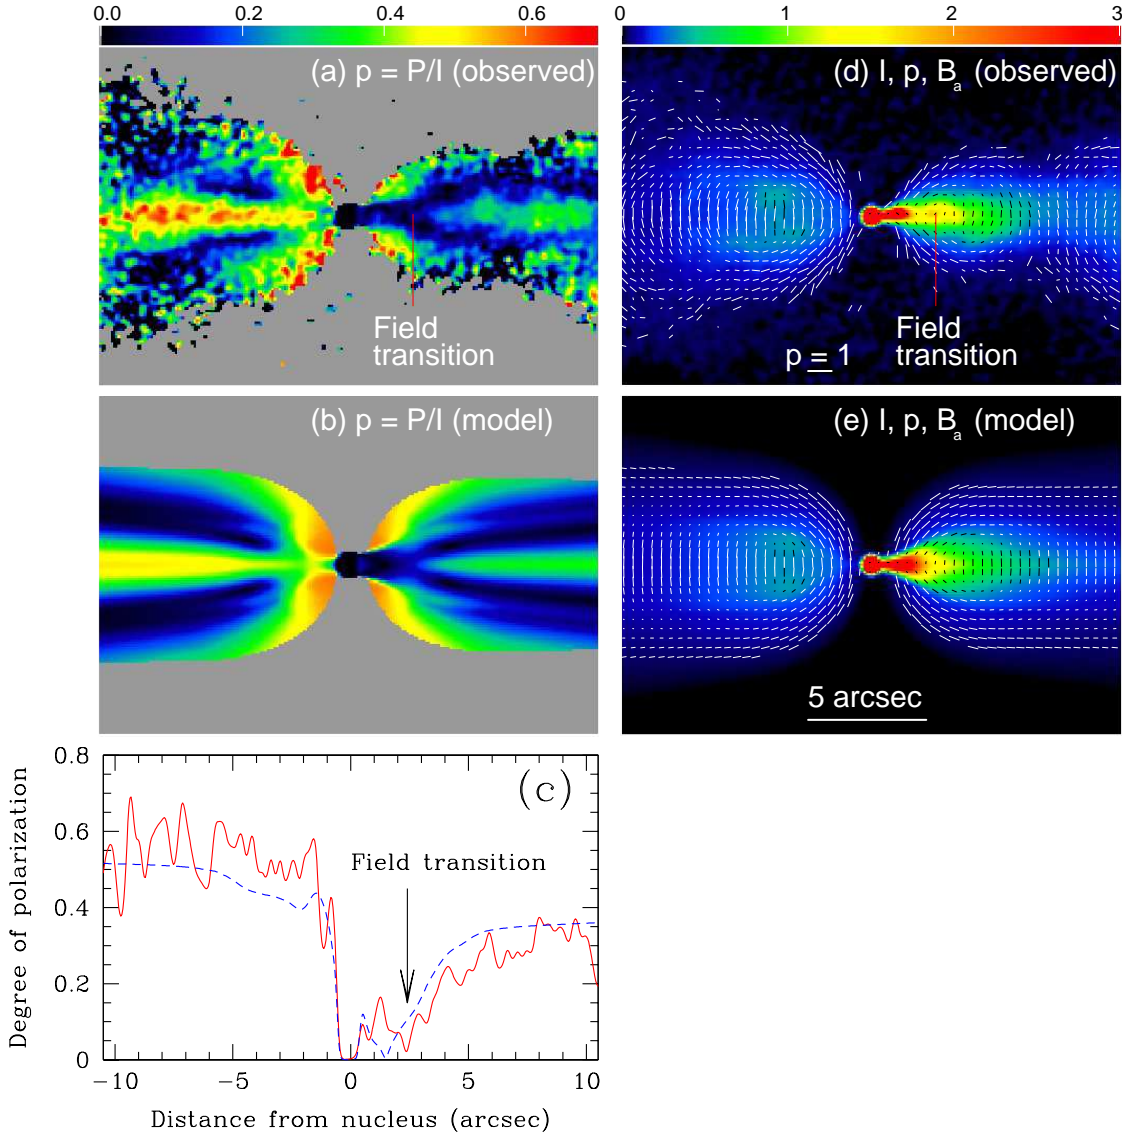 0.0 0.2 0.4 0.6
0 1 2 3
(a) p = P/I (observed)
Field
transition
(d) I, p, Bₐ (observed)
p = 1
Field
transition
(b) p = P/I (model)
(e) I, p, Bₐ (model)
5 arcsec
(c)
Degree of polarization
0.8
0.6
0.4
0.2
0
Field transition
−10 −5 0 5 10
Distance from nucleus (arcsec)